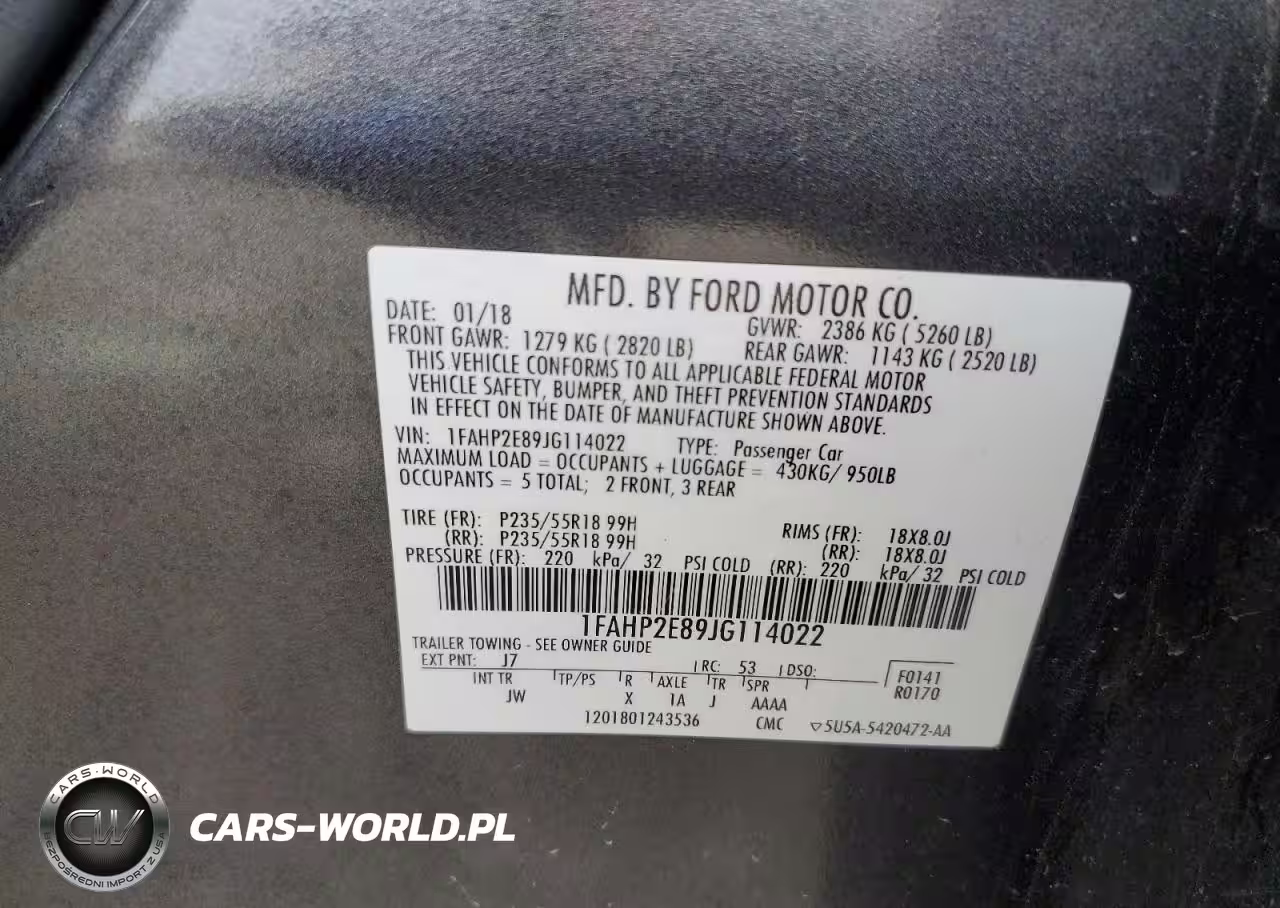 MFD. BY FORD MOTOR CO.
DATE: 01/18 GVWR: 2386 KG ( 5260 LB)
FRONT GAWR: 1279 KG ( 2820 LB) REAR GAWR: 1143 KG ( 2520 LB)
THIS VEHICLE CONFORMS TO ALL APPLICABLE FEDERAL MOTOR
VEHICLE SAFETY, BUMPER, AND THEFT PREVENTION STANDARDS
IN EFFECT ON THE DATE OF MANUFACTURE SHOWN ABOVE.
VIN: 1FAHP2E89JG114022 TYPE: Passenger Car
MAXIMUM LOAD = OCCUPANTS + LUGGAGE = 430KG/ 950LB
OCCUPANTS = 5 TOTAL; 2 FRONT, 3 REAR
TIRE (FR): P235/55R18 99H RIMS (FR): 18X8.0J
(RR): P235/55R18 99H (RR): 18X8.0J
PRESSURE (FR): 220 kPa/ 32 PSI COLD (RR): 220 kPa/ 32 PSI COLD
1FAHP2E89JG114022
TRAILER TOWING - SEE OWNER GUIDE
EXT PNT: J7 RC: 53 DSO: F0141
INT TR TP/PS R AXLE TR SPR R0170
JW X 1A J AAAA
1201801243536 CMC ▽5U5A-5420472-AA
CARS-WORLD
CW
BEZPOŚREDNI IMPORT Z USA
CARS-WORLD.PL